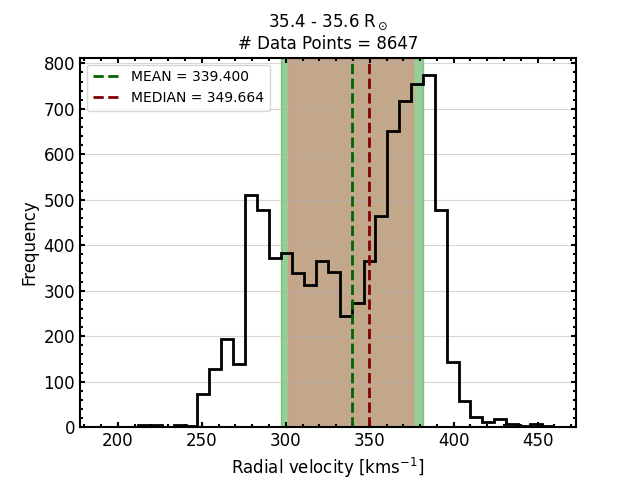 35.4 - 35.6 R⊙
# Data Points = 8647
MEAN = 339.400
MEDIAN = 349.664
800
700
600
500
400
300
200
100
0
Frequency
200 250 300 350 400 450
Radial velocity [kms⁻¹]